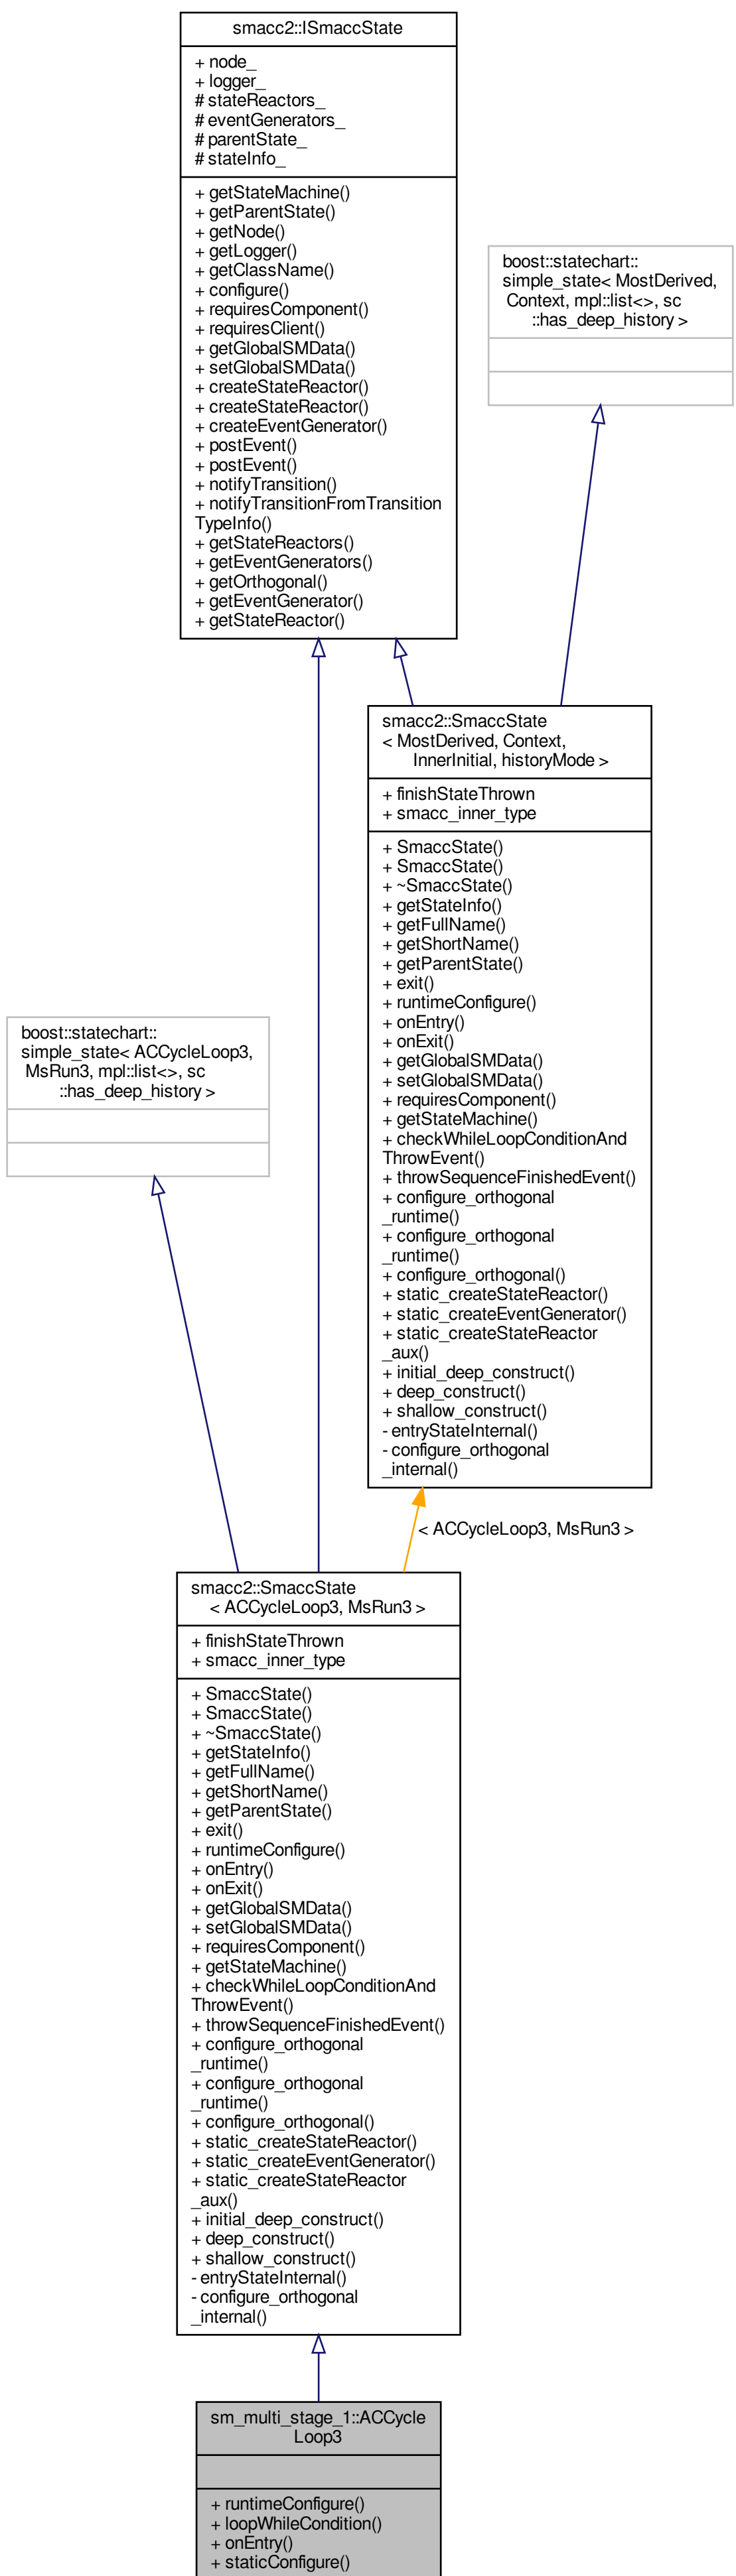 smacc2::ISmaccState
+ node_
+ logger_
# stateReactors_
# eventGenerators_
# parentState_
# stateInfo_
+ getStateMachine()
+ getParentState()
+ getNode()
+ getLogger()
+ getClassName()
+ configure()
+ requiresComponent()
+ requiresClient()
+ getGlobalSMData()
+ setGlobalSMData()
+ createStateReactor()
+ createStateReactor()
+ createEventGenerator()
+ postEvent()
+ postEvent()
+ notifyTransition()
+ notifyTransitionFromTransition
TypeInfo()
+ getStateReactors()
+ getEventGenerators()
+ getOrthogonal()
+ getEventGenerator()
+ getStateReactor()
boost::statechart::
simple_state< MostDerived,
Context, mpl::list<>, sc
::has_deep_history >
smacc2::SmaccState
< MostDerived, Context,
InnerInitial, historyMode >
+ finishStateThrown
+ smacc_inner_type
+ SmaccState()
+ SmaccState()
+ ~SmaccState()
+ getStateInfo()
+ getFullName()
+ getShortName()
+ getParentState()
+ exit()
+ runtimeConfigure()
+ onEntry()
+ onExit()
+ getGlobalSMData()
+ setGlobalSMData()
+ requiresComponent()
+ getStateMachine()
+ checkWhileLoopConditionAnd
ThrowEvent()
+ throwSequenceFinishedEvent()
+ configure_orthogonal
_runtime()
+ configure_orthogonal
_runtime()
+ configure_orthogonal()
+ static_createStateReactor()
+ static_createEventGenerator()
+ static_createStateReactor
_aux()
+ initial_deep_construct()
+ deep_construct()
+ shallow_construct()
- entryStateInternal()
- configure_orthogonal
_internal()
boost::statechart::
simple_state< ACCycleLoop3,
MsRun3, mpl::list<>, sc
::has_deep_history >
< ACCycleLoop3, MsRun3 >
smacc2::SmaccState
< ACCycleLoop3, MsRun3 >
+ finishStateThrown
+ smacc_inner_type
+ SmaccState()
+ SmaccState()
+ ~SmaccState()
+ getStateInfo()
+ getFullName()
+ getShortName()
+ getParentState()
+ exit()
+ runtimeConfigure()
+ onEntry()
+ onExit()
+ getGlobalSMData()
+ setGlobalSMData()
+ requiresComponent()
+ getStateMachine()
+ checkWhileLoopConditionAnd
ThrowEvent()
+ throwSequenceFinishedEvent()
+ configure_orthogonal
_runtime()
+ configure_orthogonal
_runtime()
+ configure_orthogonal()
+ static_createStateReactor()
+ static_createEventGenerator()
+ static_createStateReactor
_aux()
+ initial_deep_construct()
+ deep_construct()
+ shallow_construct()
- entryStateInternal()
- configure_orthogonal
_internal()
sm_multi_stage_1::ACCycle
Loop3
+ runtimeConfigure()
+ loopWhileCondition()
+ onEntry()
+ staticConfigure()